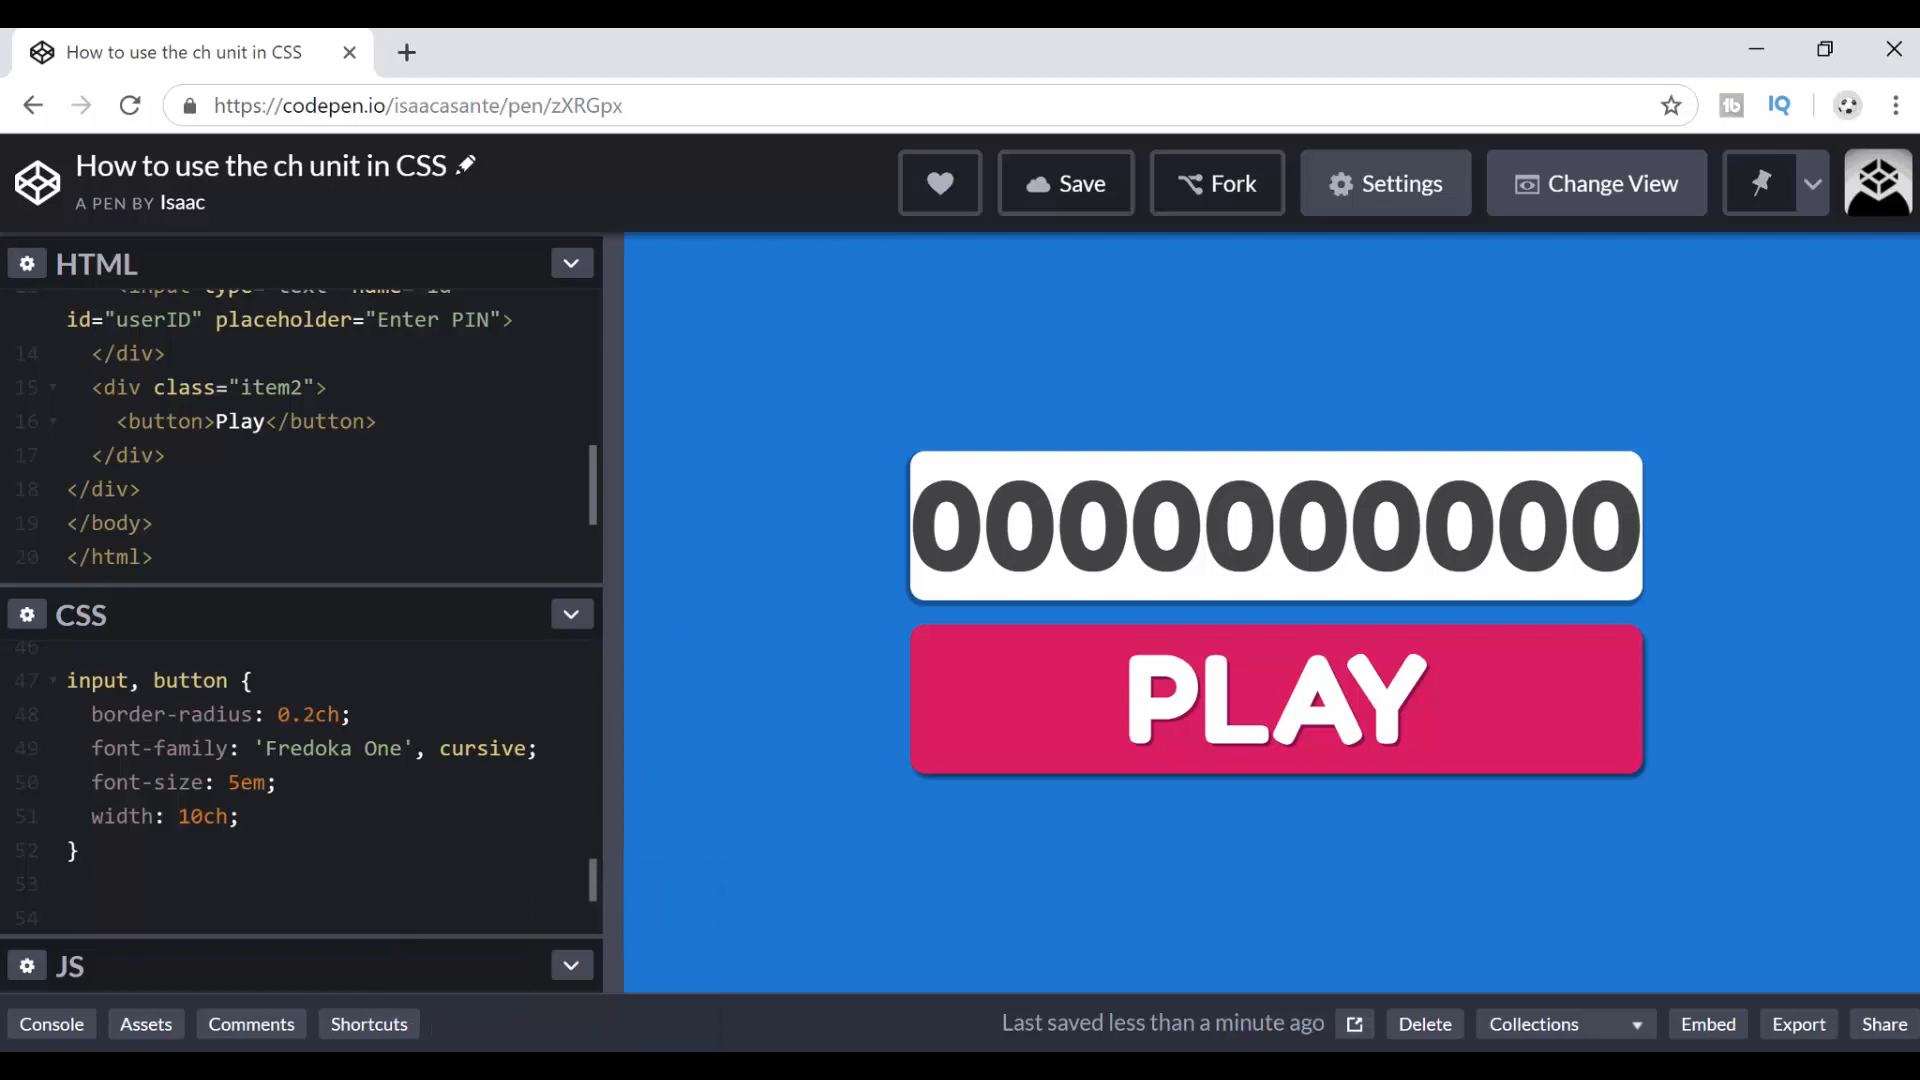 How to use the ch unit in CSS
https://codepen.io/isaacasante/pen/zXRGpx
IQ
How to use the ch unit in CSS
A PEN BY Isaac
Save
Fork
Settings
Change View
HTML
id="userID" placeholder="Enter PIN">
14 </div>
15 <div class="item2">
16 <button>Play</button>
17 </div>
18 </div>
19 </body>
20 </html>
CSS
46
47 input, button {
48 border-radius: 0.2ch;
49 font-family: 'Fredoka One', cursive;
50 font-size: 5em;
51 width: 10ch;
52 }
53
54
JS
0000000000
PLAY
Console
Assets
Comments
Shortcuts
Last saved less than a minute ago
Delete
Collections
Embed
Export
Share